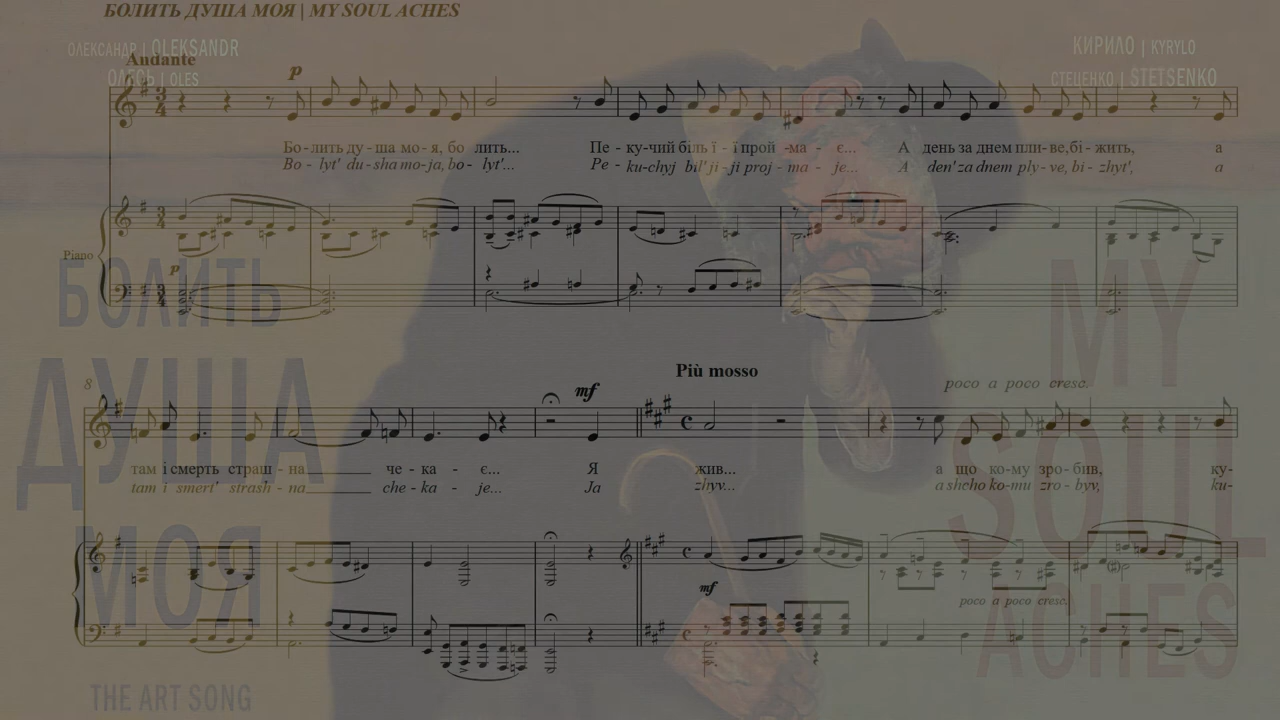 БОЛИТЬ ДУША МОЯ | MY SOUL ACHES
ОЛЕКСАНДР | OLEKSANDR
ОЛЕСЬ | OLES
КИРИЛО | KYRYLO
СТЕЦЕНКО | STETSENKO
Andante
p
Бо - лить ду - ша мо - я, бо лить... Пе - ку-чий біль ї - ї прой -ма - є... А день за днем пли - ве, бі - жить, а
Bo - lyt' du - sha mo - ja, bo - lyt'... Pe - ku-chyj bil' ji - ji proj - ma - je... A den' za dnem ply - ve, bi - zhyt', a
Piano
p
БОЛИТЬ
ДУША
МОЯ
MY
SOUL
ACHES
8
mf
Più mosso
poco a poco cresc.
там і смерть страш - на че - ка - є... Я жив... а що ко-му зро - бив, ку-
tam i smert' strash - na che - ka - je... Ja zhyv... a shcho ko-mu zro - byv, ku-
mf
poco a poco cresc.
THE ART SONG